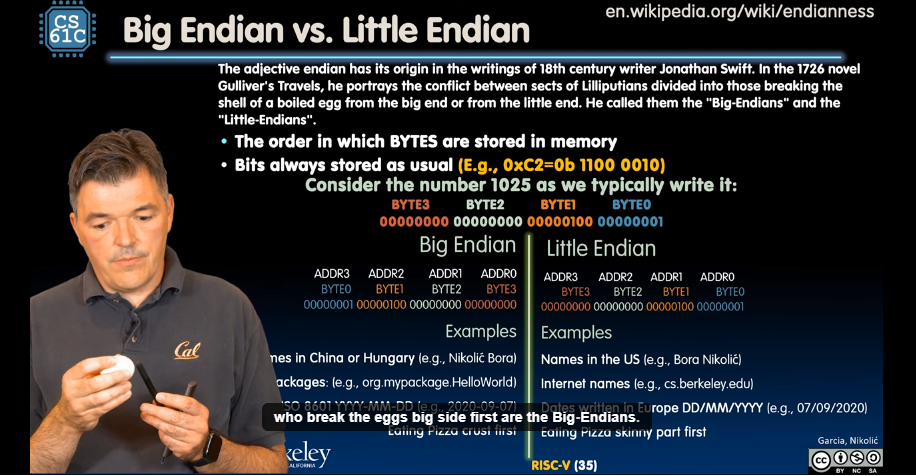 CS
61C
Big Endian vs. Little Endian
en.wikipedia.org/wiki/endianness
The adjective endian has its origin in the writings of 18th century writer Jonathan Swift. In the 1726 novel
Gulliver's Travels, he portrays the conflict between sects of Lilliputians divided into those breaking the
shell of a boiled egg from the big end or from the little end. He called them the "Big-Endians" and the
"Little-Endians".
• The order in which BYTES are stored in memory
• Bits always stored as usual (E.g., 0xC2=0b 1100 0010)
Consider the number 1025 as we typically write it:
BYTE3 BYTE2 BYTE1 BYTE0
00000000 00000000 00000100 00000001
Big Endian
ADDR3 ADDR2 ADDR1 ADDR0
BYTE0 BYTE1 BYTE2 BYTE3
00000001 00000100 00000000 00000000
Examples
mes in China or Hungary (e.g., Nikolić Bora)
ackages: (e.g., org.mypackage.HelloWorld)
ISO 8601 YYYY-MM-DD (e.g., 2020-09-07)
Eating Pizza crust first
Little Endian
ADDR3 ADDR2 ADDR1 ADDR0
BYTE3 BYTE2 BYTE1 BYTE0
00000000 00000000 00000100 00000001
Examples
Names in the US (e.g., Bora Nikolić)
Internet names (e.g., cs.berkeley.edu)
Dates written in Europe DD/MM/YYYY (e.g., 07/09/2020)
Eating Pizza skinny part first
who break the eggs big side first are the Big-Endians.
Cal
keley
CALIFORNIA
RISC-V (35)
Garcia, Nikolić
CC
BY NC SA